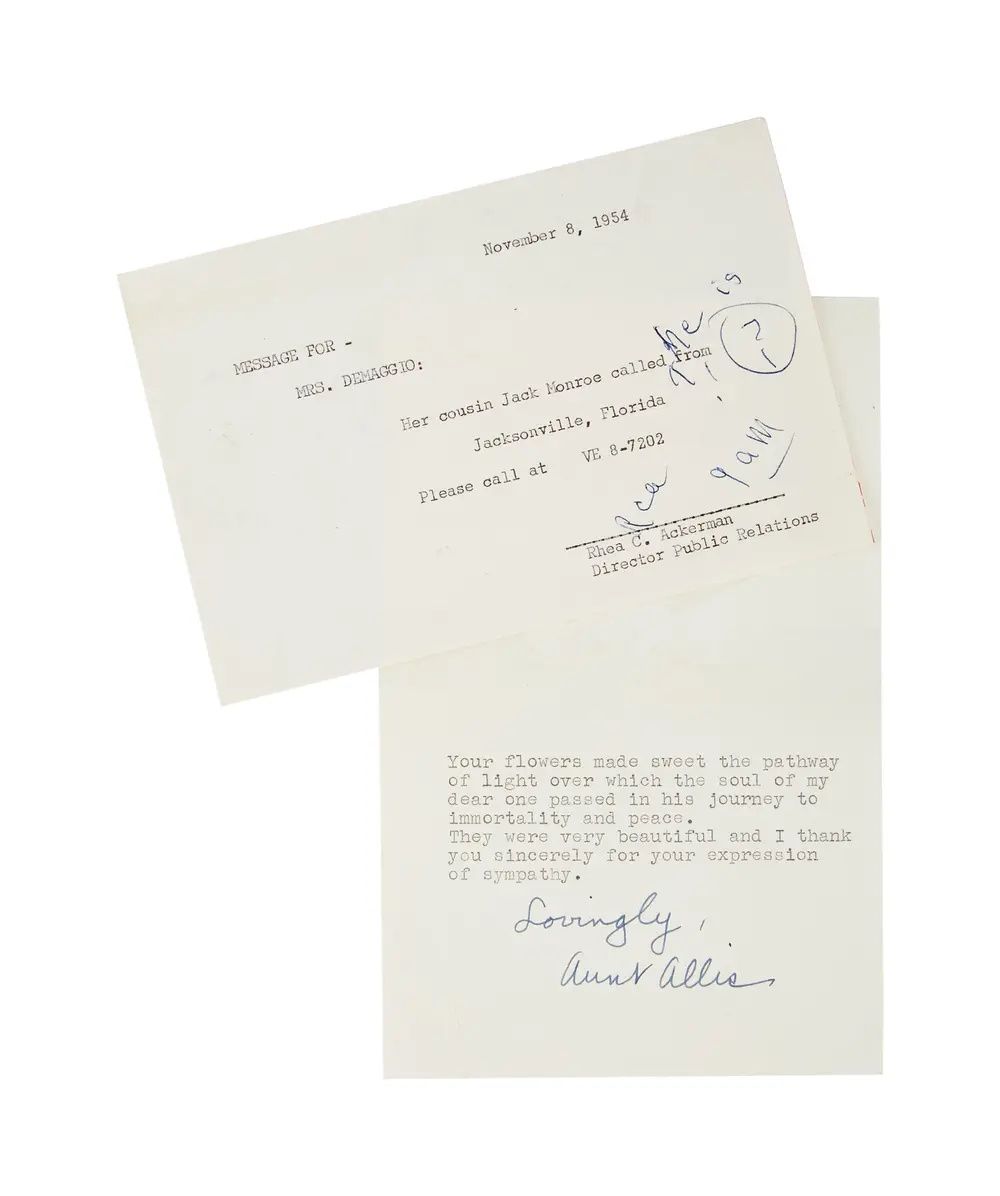 November 8, 1954
MESSAGE FOR -
MRS. DEMAGGIO:
Her cousin Jack Monroe called from
Jacksonville, Florida
Please call at VE 8-7202
9am
Rhea C. Ackerman
Director Public Relations
Your flowers made sweet the pathway
of light over which the soul of my
dear one passed in his journey to
immortality and peace.
They were very beautiful and I thank
you sincerely for your expression
of sympathy.
Lovingly,
Aunt Allis